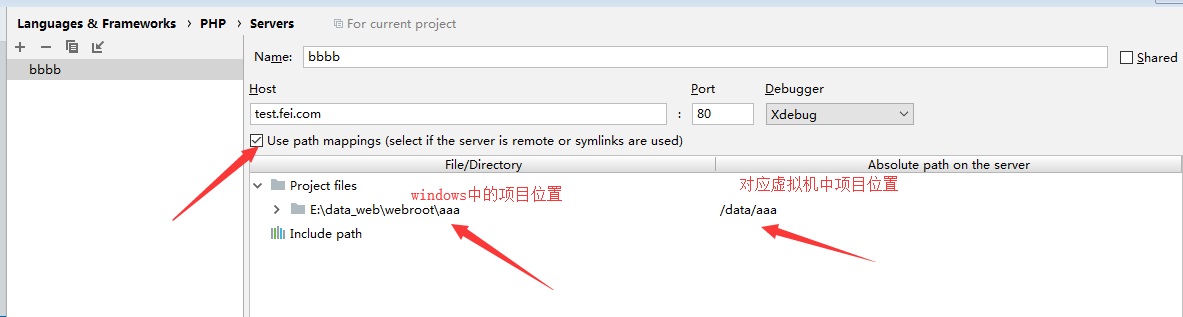 Languages & Frameworks › PHP › Servers For current project
bbbb
Name: bbbb Shared
Host Port Debugger
test.fei.com : 80 Xdebug
Use path mappings (select if the server is remote or symlinks are used)
File/Directory Absolute path on the server
Project files windows中的项目位置 对应虚拟机中项目位置
E:\data_web\webroot\aaa /data/aaa
Include path